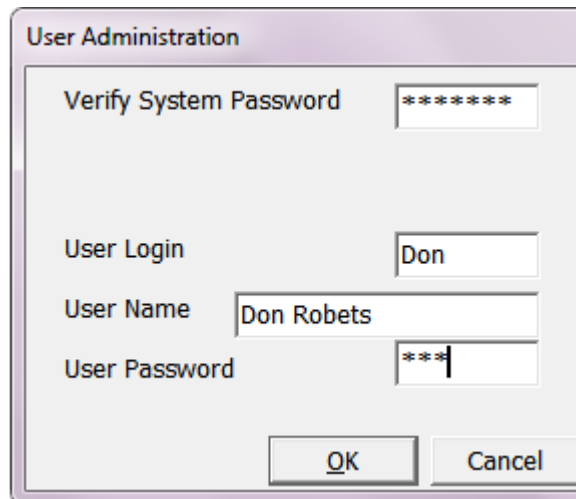 User Administration
Verify System Password *******
User Login Don
User Name Don Robets
User Password ***
OK Cancel